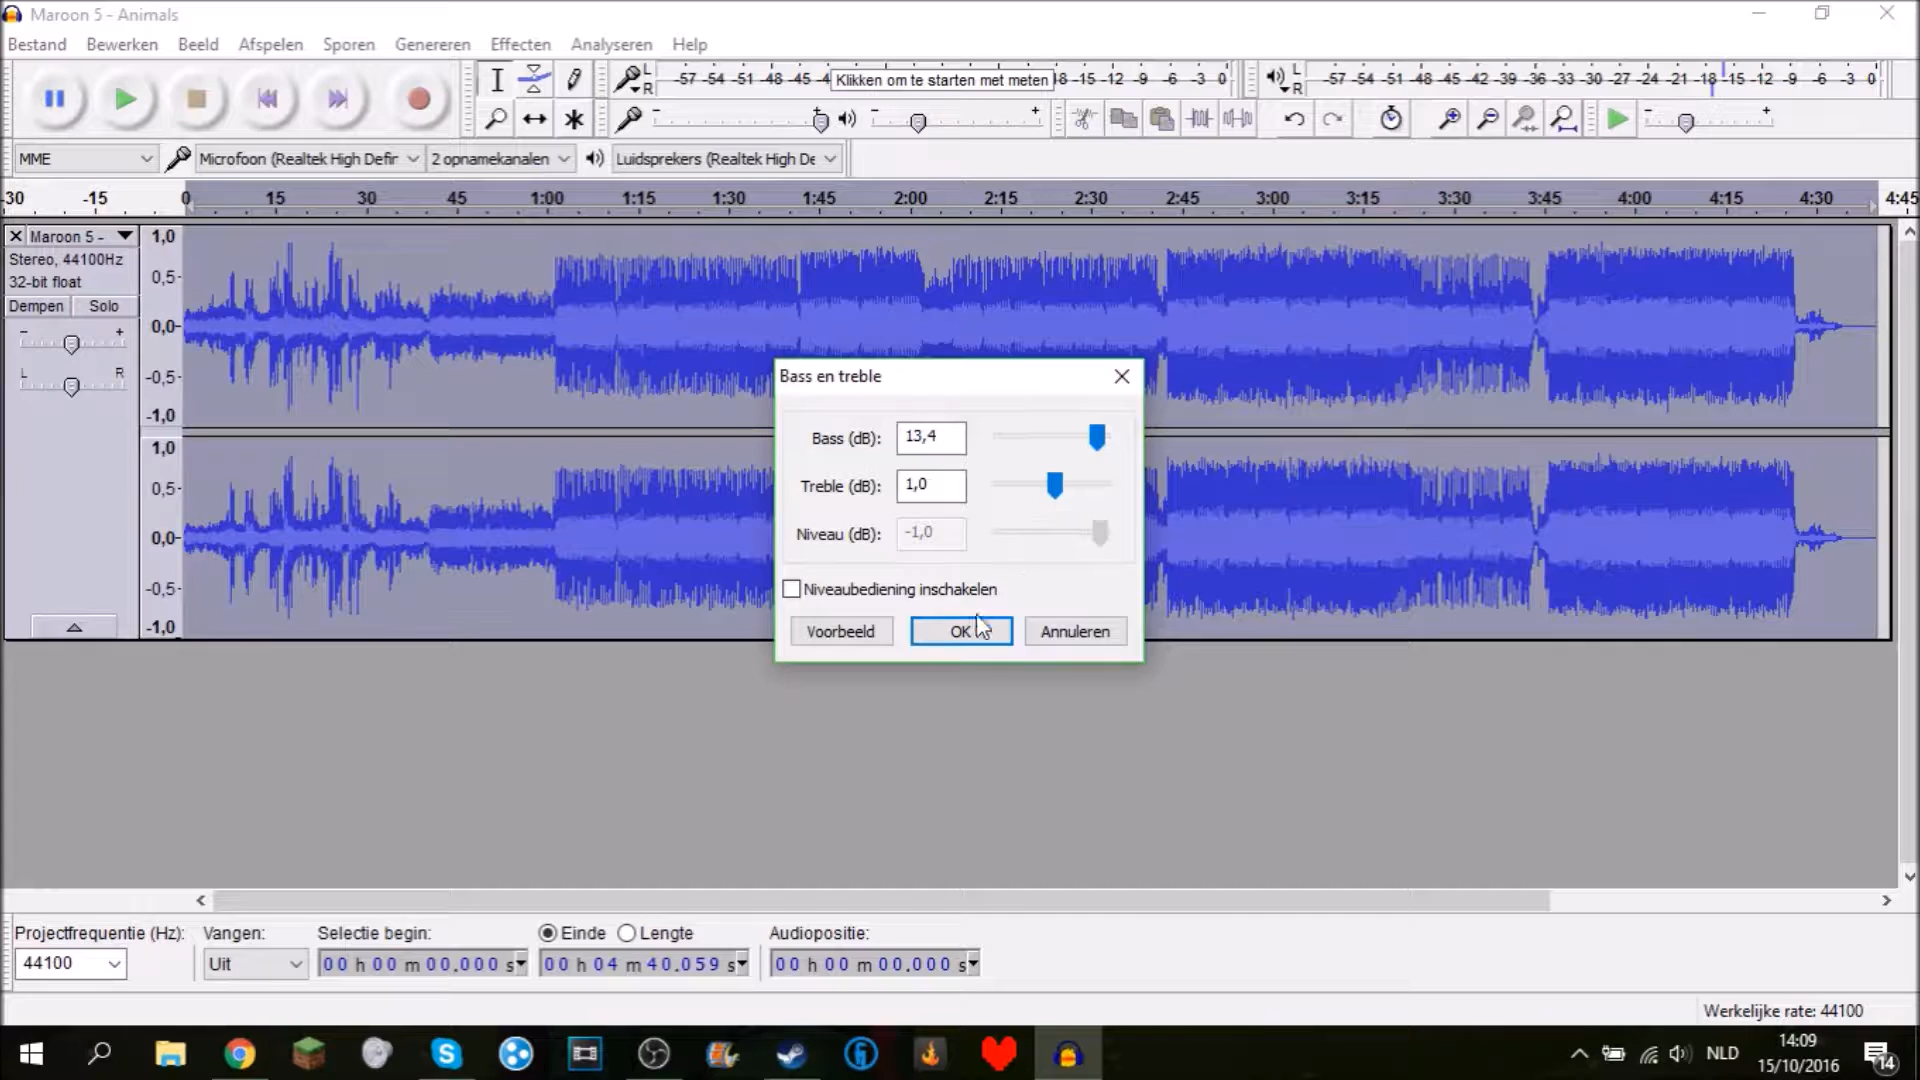 Maroon 5 - Animals
Bestand Bewerken Beeld Afspelen Sporen Genereren Effecten Analyseren Help
L R -57 -54 -51 -48 -45 -4 Klikken om te starten met meten 18 -15 -12 -9 -6 -3 0 L R -57 -54 -51 -48 -45 -42 -39 -36 -33 -30 -27 -24 -21 -18 -15 -12 -9 -6 -3 0
- + - + - +
MME Microfoon (Realtek High Defir 2 opnamekanalen Luidsprekers (Realtek High De
-30 -15 0 15 30 45 1:00 1:15 1:30 1:45 2:00 2:15 2:30 2:45 3:00 3:15 3:30 3:45 4:00 4:15 4:30 4:45
Maroon 5 - 1,0
Stereo, 44100Hz
32-bit float
0,5-
Dempen Solo
0,0-
- +
L R
-0,5-
-1,0
1,0
0,5-
0,0-
-0,5-
-1,0
Bass en treble
Bass (dB): 13,4
Treble (dB): 1,0
Niveau (dB): -1,0
Niveaubediening inschakelen
Voorbeeld OK Annuleren
Projectfrequentie (Hz): Vangen: Selectie begin: Einde Lengte Audiopositie:
44100 Uit 00 h 00 m 00.000 s 00 h 04 m 40.059 s 00 h 00 m 00.000 s
Werkelijke rate: 44100
NLD
14:09
15/10/2016
14